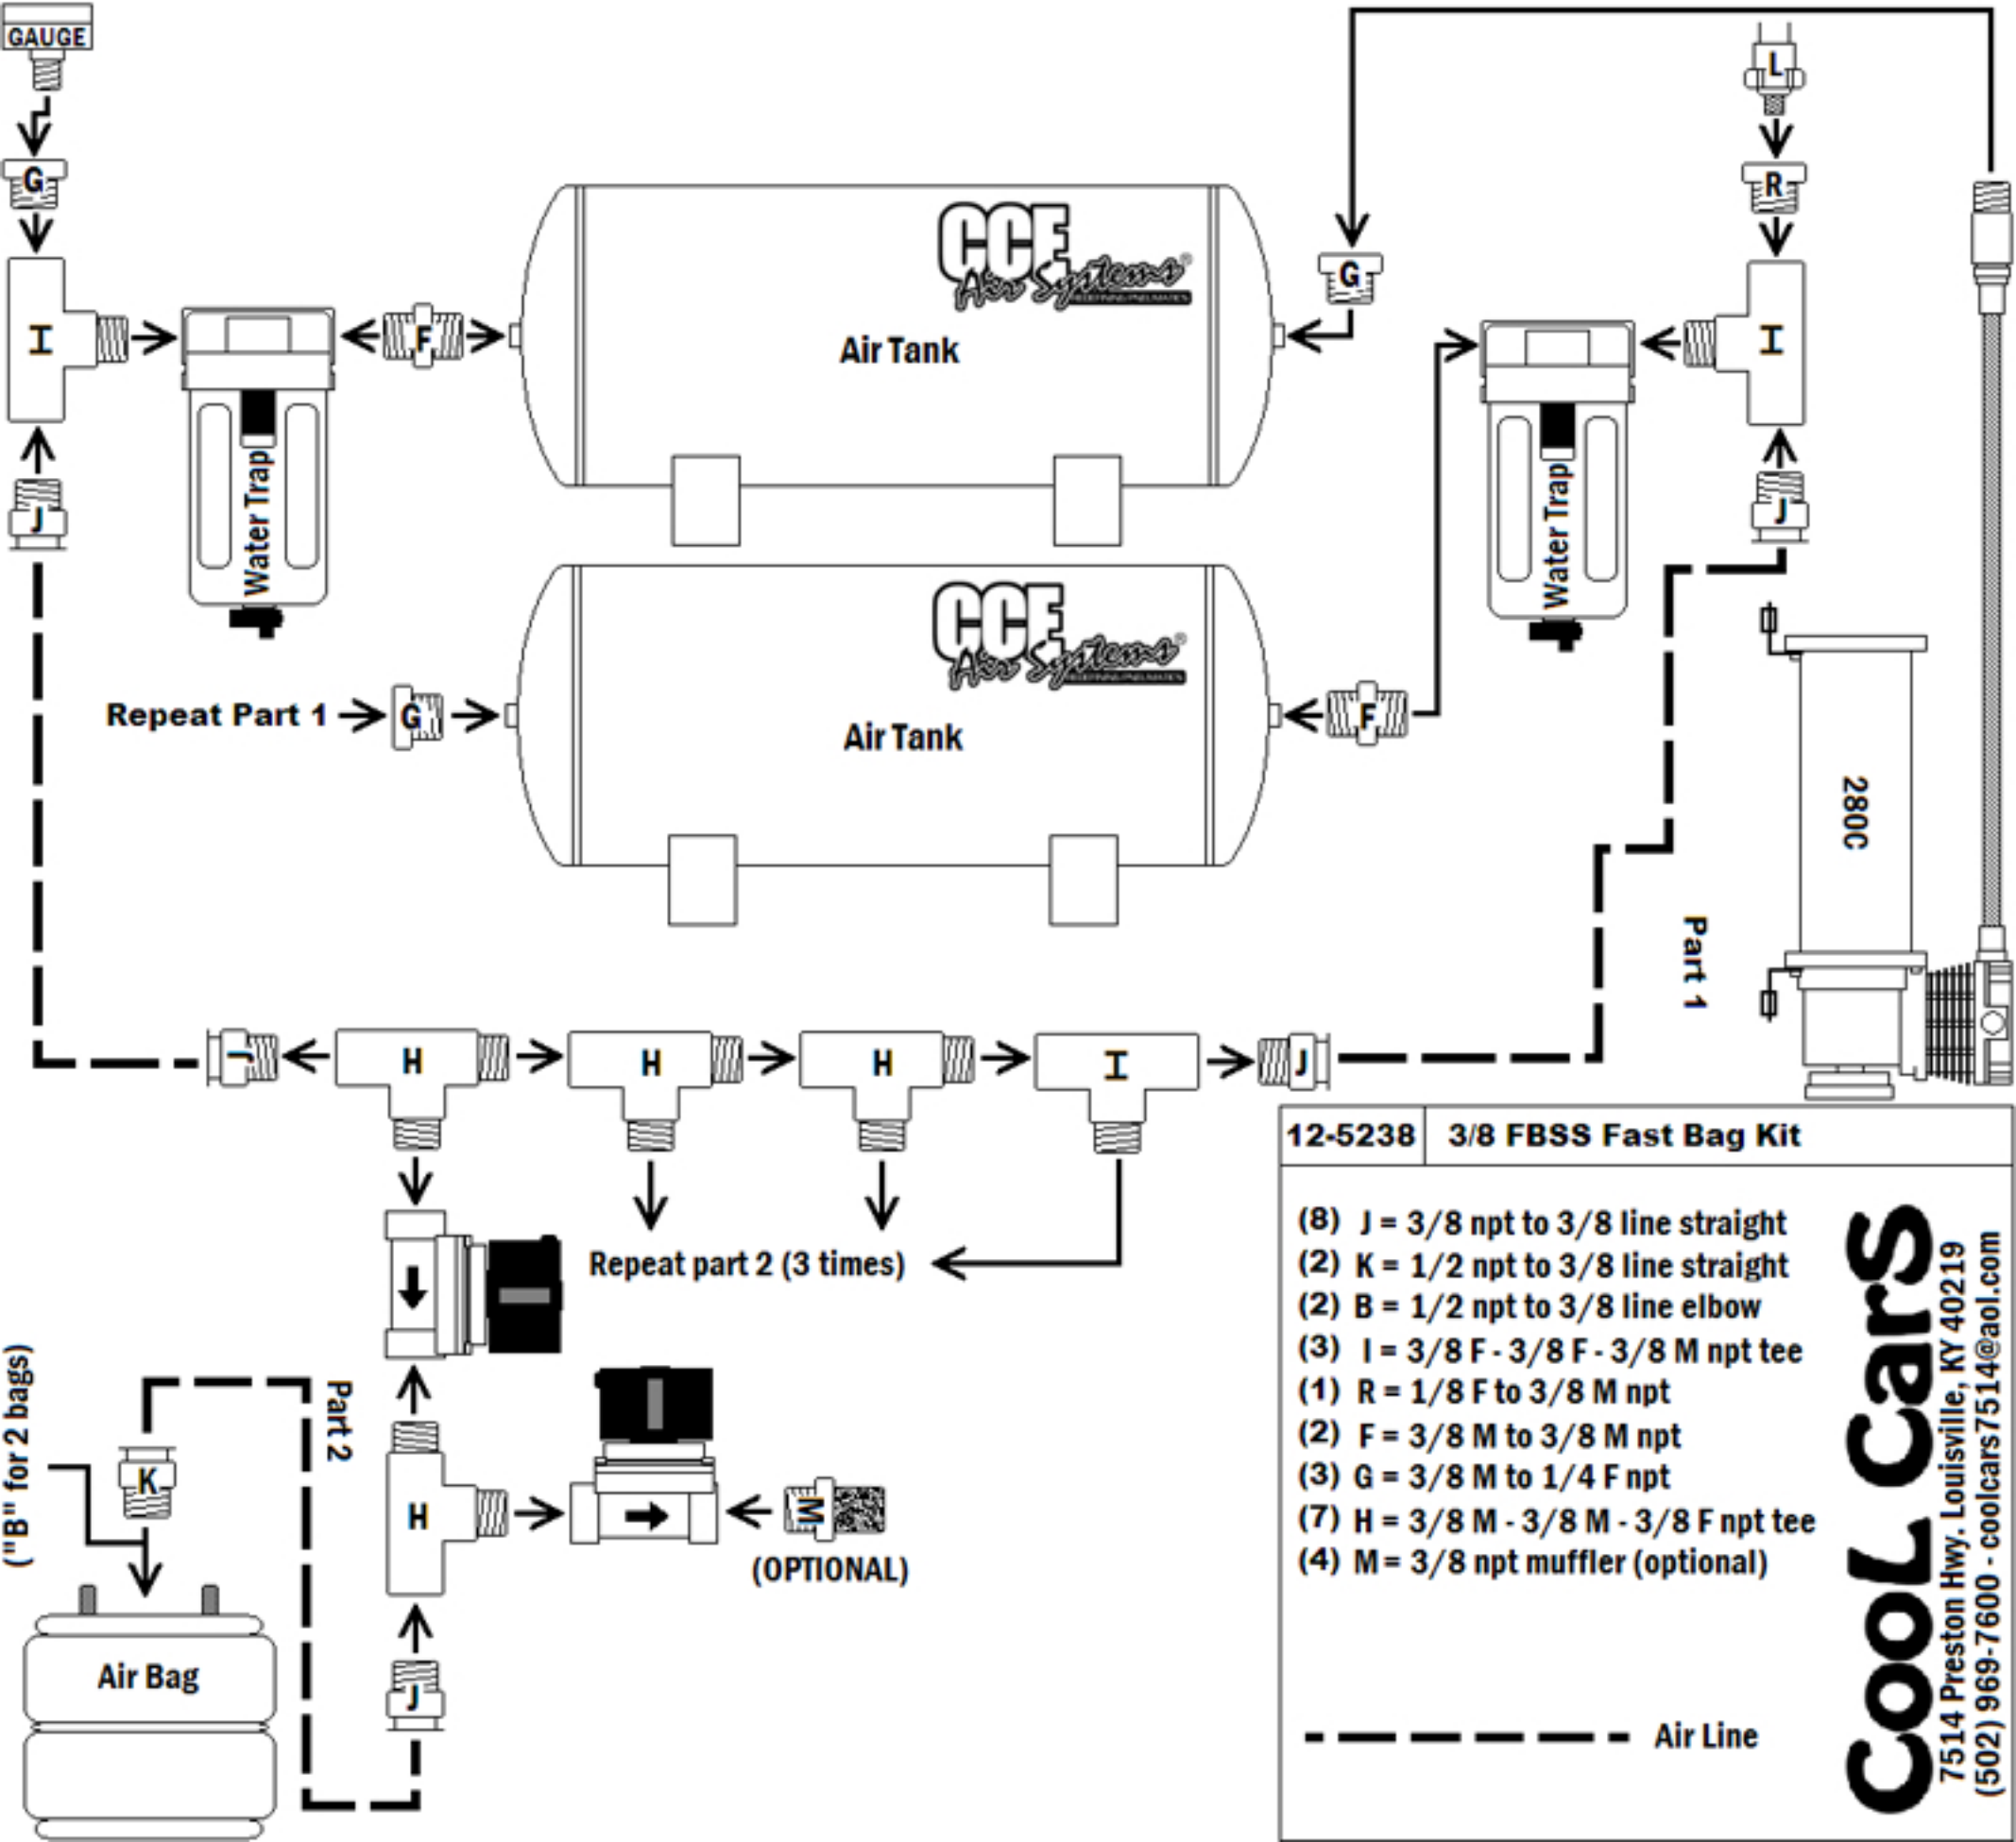 GAUGE
G
I
J
Water Trap
F
CCE
Air Systems®
REDEFINING PNEUMATICS
Air Tank
G
L
R
I
J
Water Trap
Repeat Part 1
G
CCE
Air Systems®
REDEFINING PNEUMATICS
Air Tank
F
2800
Part 1
J
H
H
H
I
J
Repeat part 2 (3 times)
Part 2
("B" for 2 bags)
K
H
M
(OPTIONAL)
J
Air Bag
12-5238 3/8 FBSS Fast Bag Kit
(8) J = 3/8 npt to 3/8 line straight
(2) K = 1/2 npt to 3/8 line straight
(2) B = 1/2 npt to 3/8 line elbow
(3) I = 3/8 F - 3/8 F - 3/8 M npt tee
(1) R = 1/8 F to 3/8 M npt
(2) F = 3/8 M to 3/8 M npt
(3) G = 3/8 M to 1/4 F npt
(7) H = 3/8 M - 3/8 M - 3/8 F npt tee
(4) M = 3/8 npt muffler (optional)
Air Line
Cool Cars
7514 Preston Hwy. Louisville, KY 40219
(502) 969-7600 - coolcars7514@aol.com